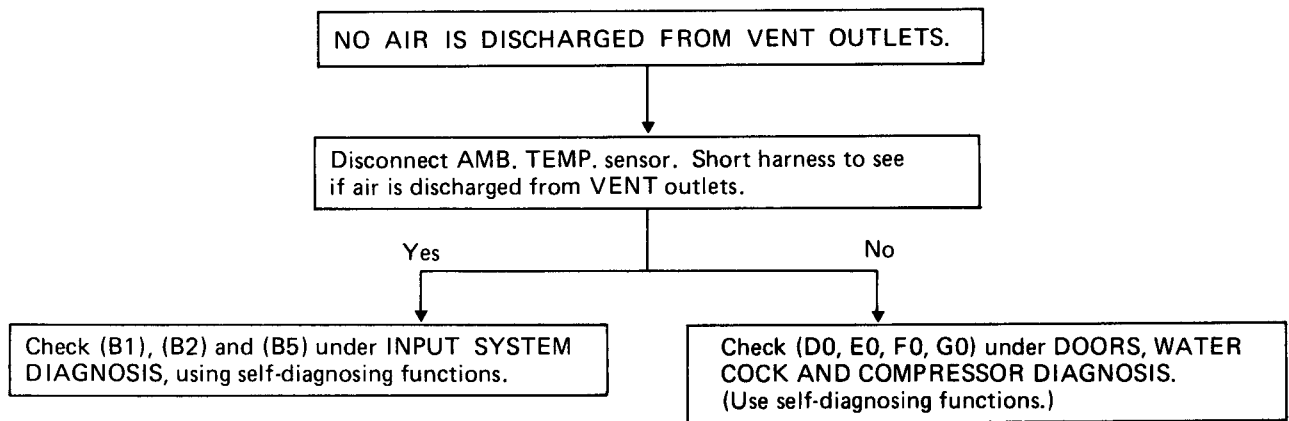 NO AIR IS DISCHARGED FROM VENT OUTLETS.
Disconnect AMB. TEMP. sensor. Short harness to see
if air is discharged from VENT outlets.
Yes
No
Check (B1), (B2) and (B5) under INPUT SYSTEM
DIAGNOSIS, using self-diagnosing functions.
Check (D0, E0, F0, G0) under DOORS, WATER
COCK AND COMPRESSOR DIAGNOSIS.
(Use self-diagnosing functions.)